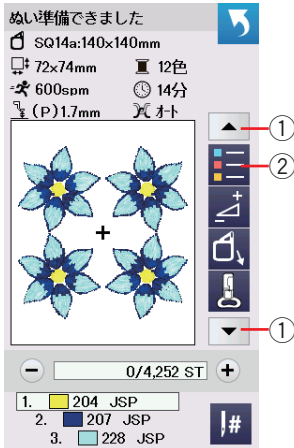 ぬい準備できました
SQ14a:140×140mm
72×74mm 12色
600spm 14分
(P)1.7mm オート
①
②
①
− 0/4,252 ST +
1. 204 JSP
2. 207 JSP
3. 228 JSP
#